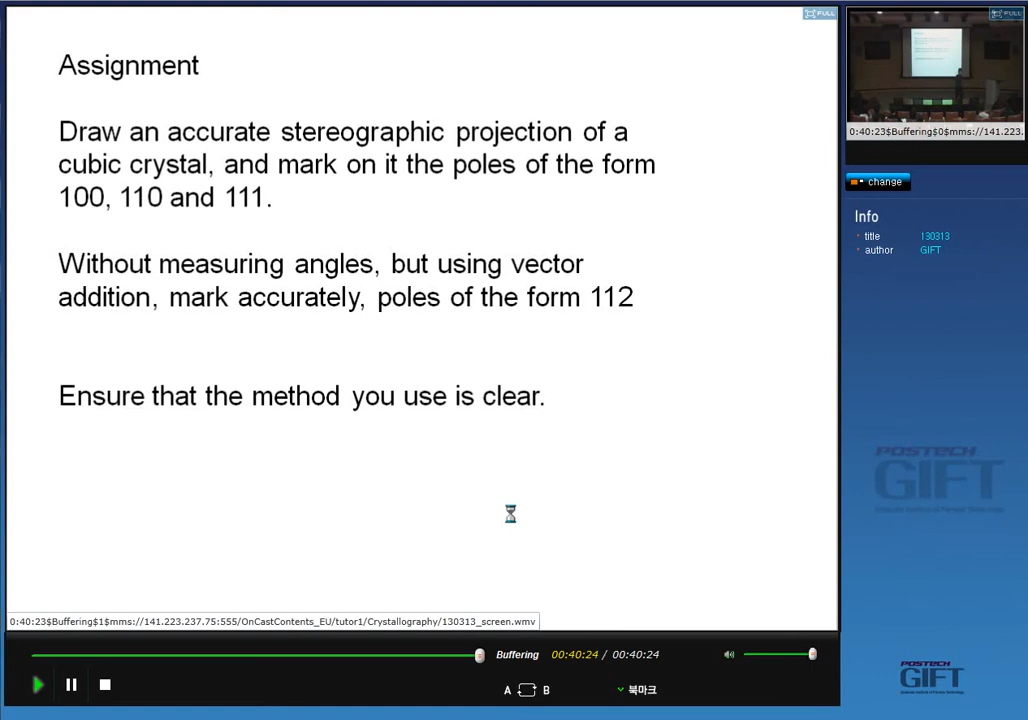 FULL
Assignment
Draw an accurate stereographic projection of a
cubic crystal, and mark on it the poles of the form
100, 110 and 111.
Without measuring angles, but using vector
addition, mark accurately, poles of the form 112
Ensure that the method you use is clear.
0:40:23$Buffering$1$mms://141.223.237.75:555/OnCastContents_EU/tutor1/Crystallography/130313_screen.wmv
Buffering 00:40:24 / 00:40:24
A B 북마크
FULL
0:40:23$Buffering$0$mms://141.223.
change
Info
title 130313
author GIFT
POSTECH
GIFT
POSTECH
GIFT